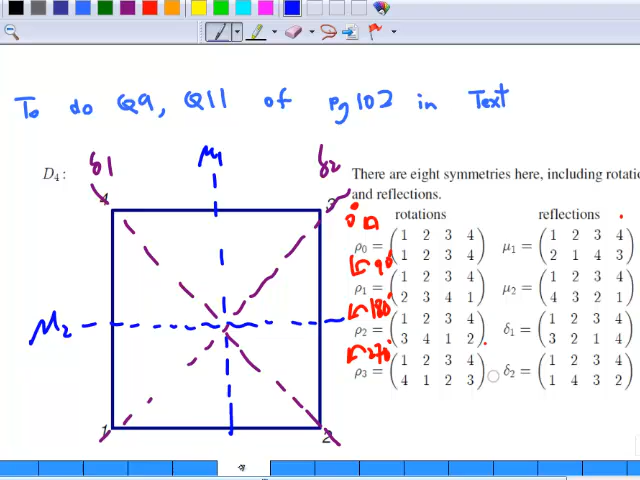 To do Q9, Q11 of Pg 102 in Text
D₄:
δ1
μ1
δ2
There are eight symmetries here, including rotatio
and reflections.
4
3
rotations
reflections
0°
ρ₀ = ( 1 2 3 4
1 2 3 4 )
μ₁ = ( 1 2 3 4
2 1 4 3 )
90°
ρ₁ = ( 1 2 3 4
2 3 4 1 )
μ₂ = ( 1 2 3 4
4 3 2 1 )
M2
180°
ρ₂ = ( 1 2 3 4
3 4 1 2 )
δ₁ = ( 1 2 3 4
3 2 1 4 )
270°
ρ₃ = ( 1 2 3 4
4 1 2 3 )
δ₂ = ( 1 2 3 4
1 4 3 2 )
1
2